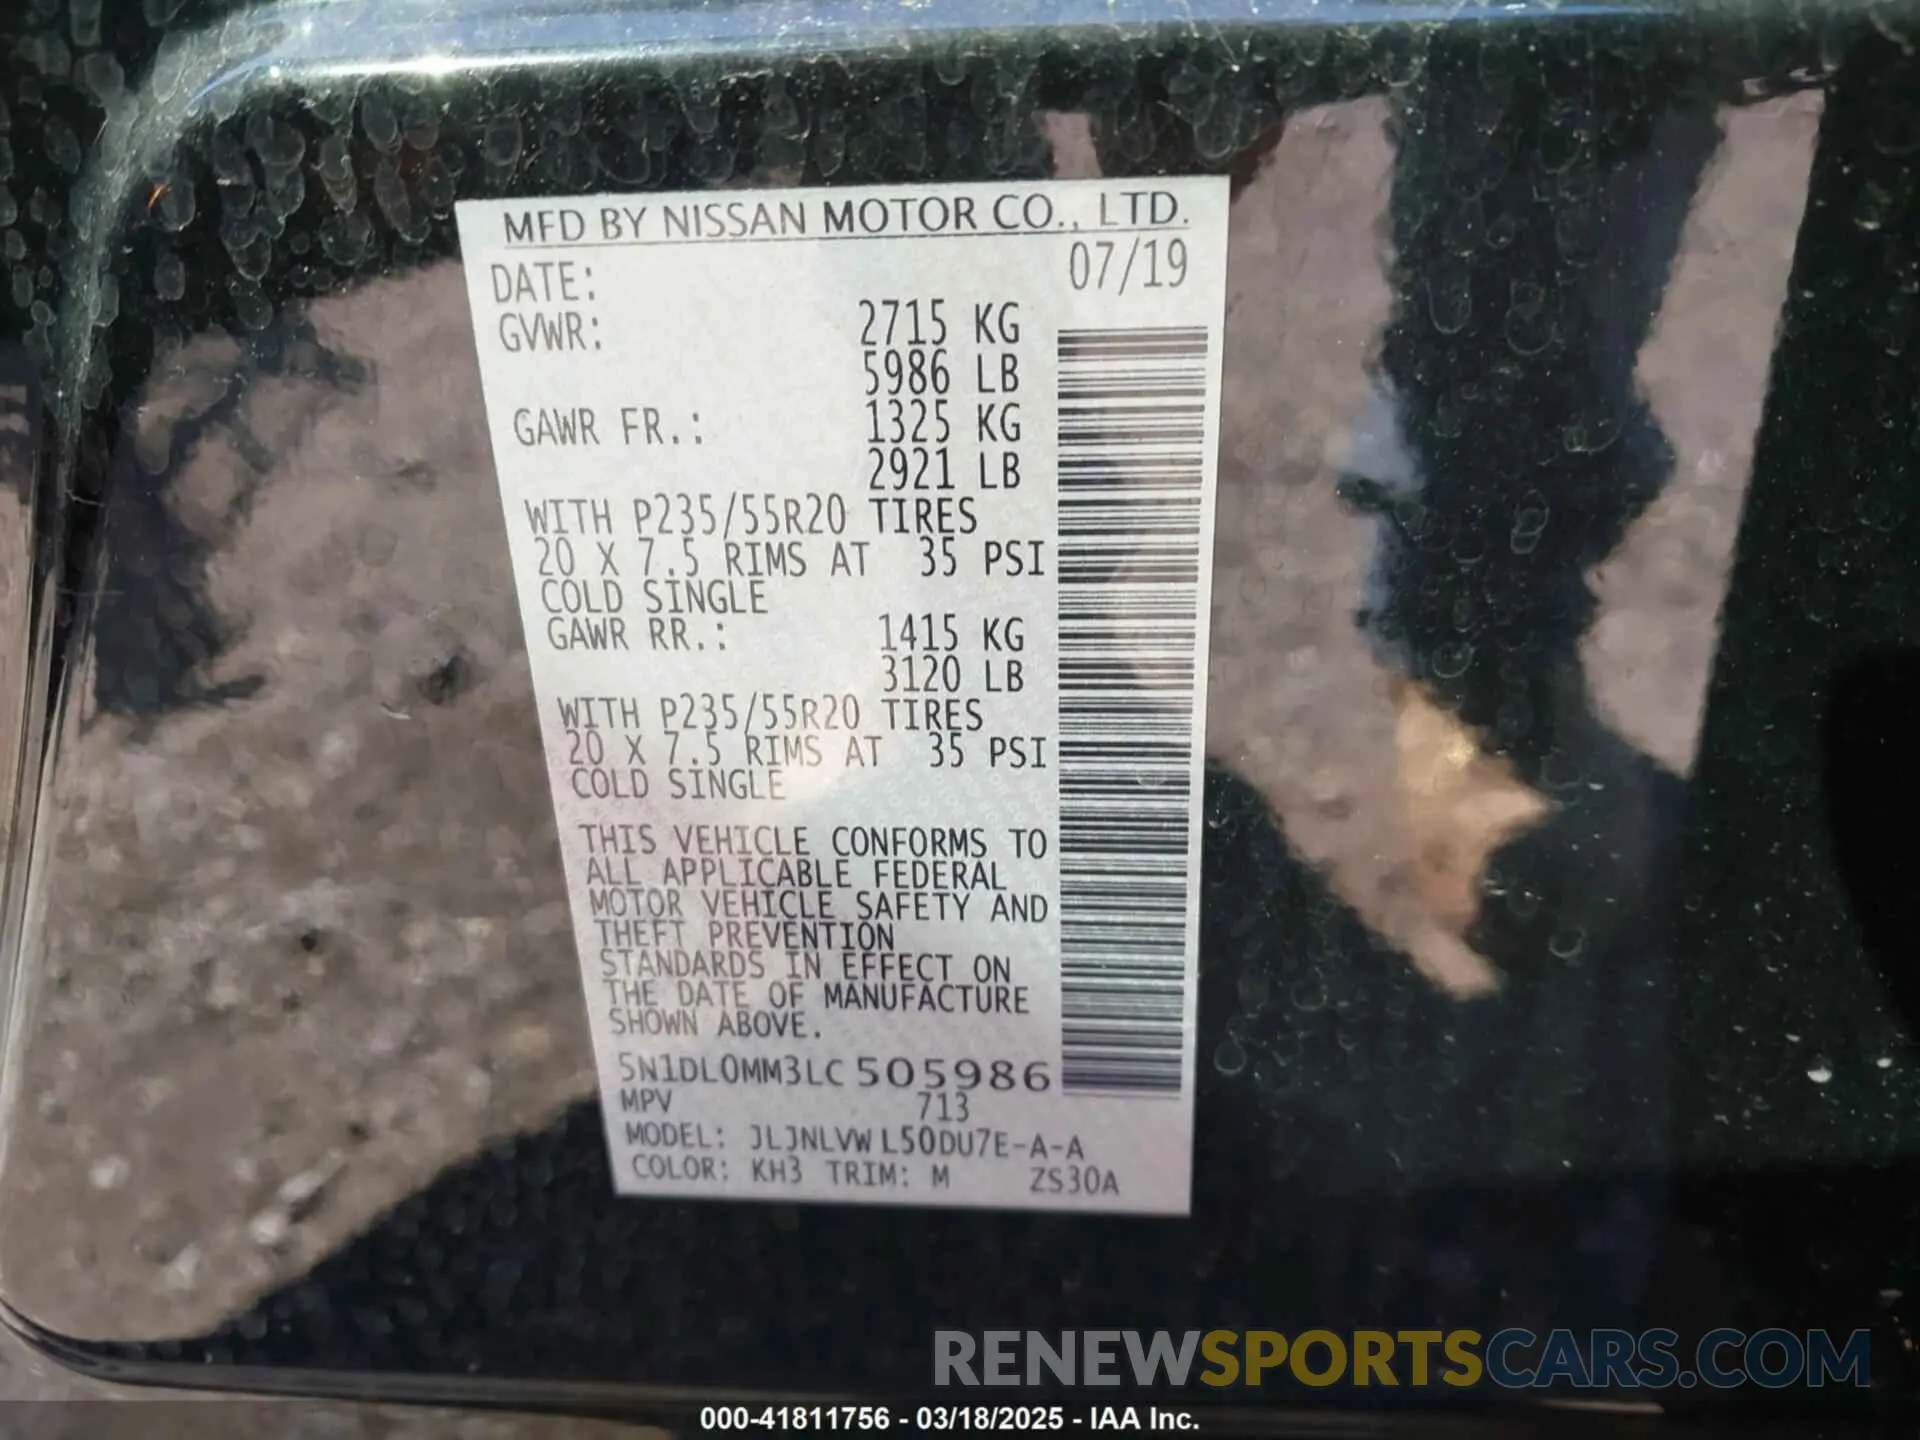 MFD BY NISSAN MOTOR CO., LTD.
DATE: 07/19
GVWR: 2715 KG
5986 LB
GAWR FR.: 1325 KG
2921 LB
WITH P235/55R20 TIRES
20 X 7.5 RIMS AT 35 PSI
COLD SINGLE
GAWR RR.: 1415 KG
3120 LB
WITH P235/55R20 TIRES
20 X 7.5 RIMS AT 35 PSI
COLD SINGLE
THIS VEHICLE CONFORMS TO
ALL APPLICABLE FEDERAL
MOTOR VEHICLE SAFETY AND
THEFT PREVENTION
STANDARDS IN EFFECT ON
THE DATE OF MANUFACTURE
SHOWN ABOVE.
5N1DL0MM3LC505986
MPV 713
MODEL: JLJNLVW L50DU7E-A-A
COLOR: KH3 TRIM: M ZS30A
RENEWSPORTSCARS.COM
000-41811756 - 03/18/2025 - IAA Inc.